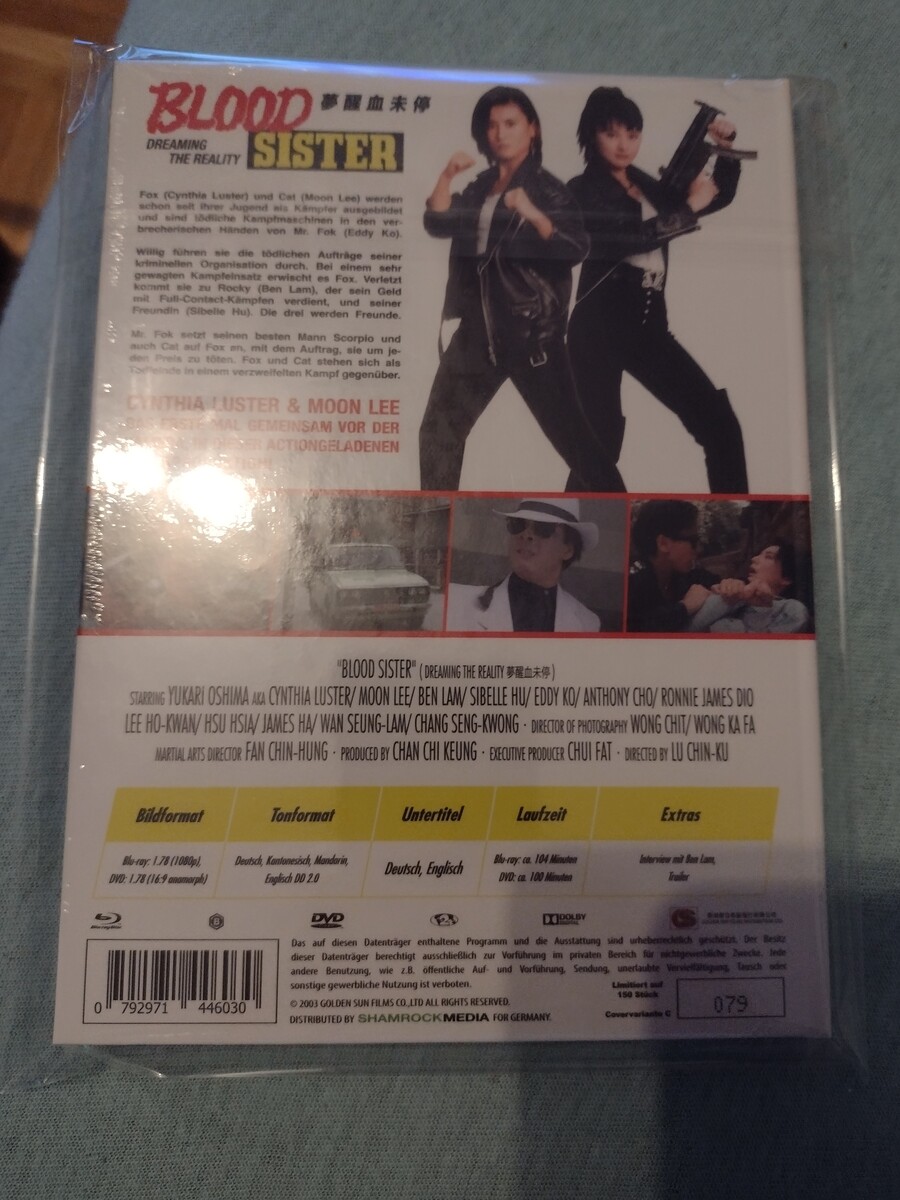 BLOOD 夢醒血未停
DREAMING
THE REALITY SISTER
Fox (Cynthia Luster) und Cat (Moon Lee) werden
schon seit ihrer Jugend als Kämpfer ausgebildet
und sind tödliche Kampfmaschinen in den ver-
brecherischen Händen von Mr. Fok (Eddy Ko).
Willig führen sie die tödlichen Aufträge seiner
kriminellen Organisation durch. Bei einem sehr
gewagten Kampfeinsatz erwischt es Fox. Verletzt
kommt sie zu Rocky (Ben Lam), der sein Geld
mit Full-Contact-Kämpfen verdient, und seiner
Freundin (Sibelle Hu). Die drei werden Freunde.
Mr. Fok setzt seinen besten Mann Scorpio und
auch Cat auf Fox an, mit dem Auftrag, sie um je-
den Preis zu töten. Fox und Cat stehen sich als
Todfeinde in einem verzweifelten Kampf gegenüber.
CYNTHIA LUSTER & MOON LEE
DAS ERSTE MAL GEMEINSAM VOR DER
ACTIONGELADENEN
"BLOOD SISTER" (DREAMING THE REALITY 夢醒血未停)
STARRING YUKARI OSHIMA AKA CYNTHIA LUSTER/ MOON LEE/ BEN LAM/ SIBELLE HU/ EDDY KO/ ANTHONY CHO/ RONNIE JAMES DIO
LEE HO-KWAN/ HSU HSIA/ JAMES HA/ WAN SEUNG-LAM/ CHANG SENG-KWONG · DIRECTOR OF PHOTOGRAPHY WONG CHIT/ WONG KA FA
MARTIAL ARTS DIRECTOR FAN CHIN-HUNG · PRODUCED BY CHAN CHI KEUNG · EXECUTIVE PRODUCER CHUI FAT · DIRECTED BY LU CHIN-KU
Bildformat Tonformat Untertitel Laufzeit Extras
Blu-ray: 1.78 (1080p),
DVD: 1.78 (16:9 anamorph)
Deutsch, Kantonesisch, Mandarin,
Englisch DD 2.0
Deutsch, Englisch
Blu-ray: ca. 104 Minuten
DVD: ca. 100 Minuten
Interview mit Ben Lam,
Trailer
DVD DOLBY
Das auf diesen Datenträger enthaltene Programm und die Ausstattung sind urheberrechtlich geschützt. Der Besitz
dieser Datenträger berechtigt ausschließlich zur Vorführung im privaten Bereich für nichtgewerbliche Zwecke. Jede
andere Benutzung, wie z.B. öffentliche Auf- und Vorführung, Sendung, unerlaubte Vervielfältigung, Tausch oder
sonstige gewerbliche Nutzung ist verboten.
© 2003 GOLDEN SUN FILMS CO.,LTD ALL RIGHTS RESERVED.
DISTRIBUTED BY SHAMROCKMEDIA FOR GERMANY.
Limitiert auf
150 Stück
Covervariante C
079
0 792971 446030